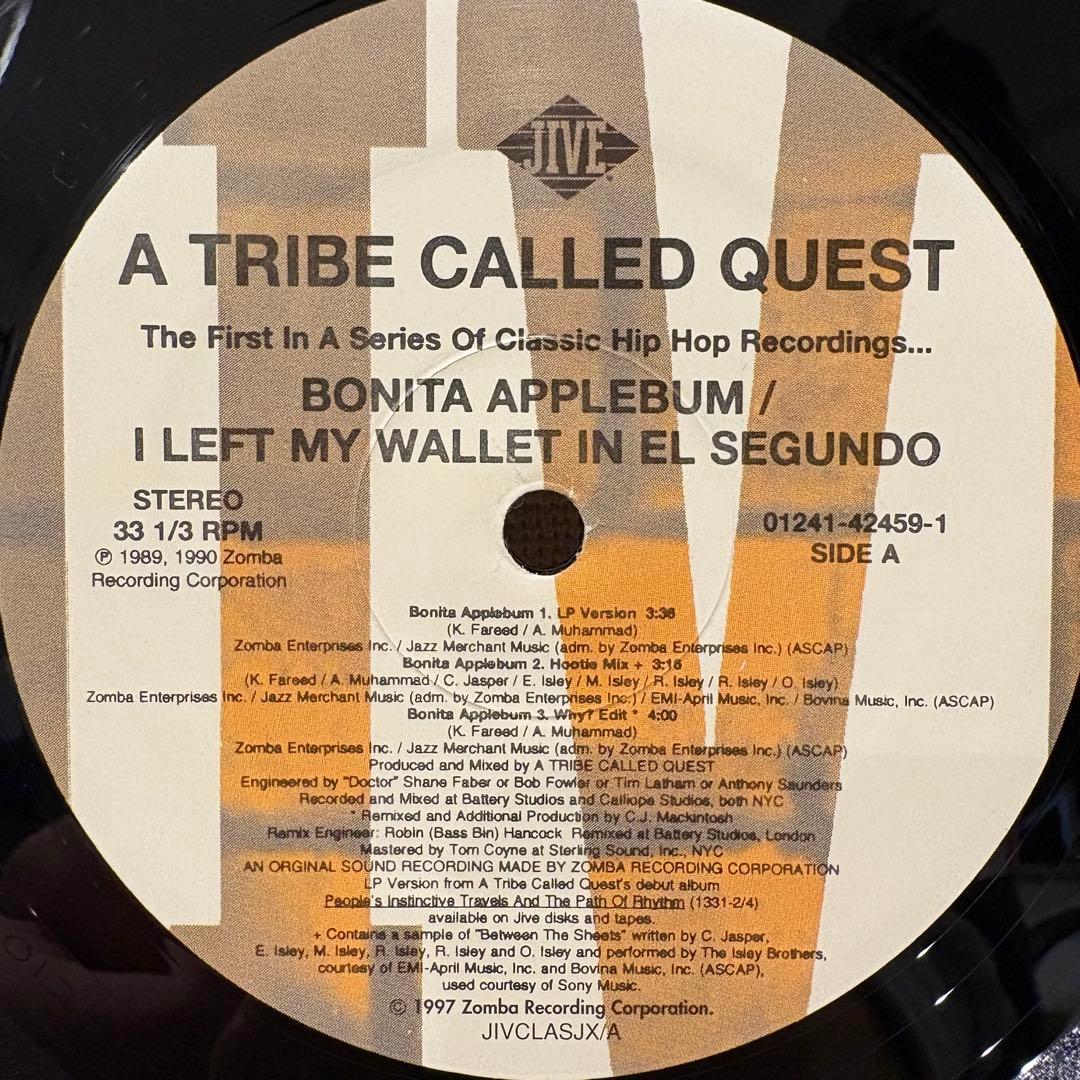 JIVE
A TRIBE CALLED QUEST
The First In A Series Of Classic Hip Hop Recordings...
BONITA APPLEBUM /
I LEFT MY WALLET IN EL SEGUNDO
STEREO
33 1/3 RPM
℗ 1989, 1990 Zomba
Recording Corporation
01241-42459-1
SIDE A
Bonita Applebum 1. LP Version 3:36
(K. Fareed / A. Muhammad)
Zomba Enterprises Inc. / Jazz Merchant Music (adm. by Zomba Enterprises Inc.) (ASCAP)
Bonita Applebum 2. Hootie Mix + 3:16
(K. Fareed / A. Muhammad / C. Jasper / E. Isley / M. Isley / R. Isley / R. Isley / O. Isley)
Zomba Enterprises Inc. / Jazz Merchant Music (adm. by Zomba Enterprises Inc.) / EMI-April Music, Inc. / Bovina Music, Inc. (ASCAP)
Bonita Applebum 3. Why? Edit * 4:00
(K. Fareed / A. Muhammad)
Zomba Enterprises Inc. / Jazz Merchant Music (adm. by Zomba Enterprises Inc.) (ASCAP)
Produced and Mixed by A TRIBE CALLED QUEST
Engineered by "Doctor" Shane Faber or Bob Fowler or Tim Latham or Anthony Saunders
Recorded and Mixed at Battery Studios and Calliope Studios, both NYC
* Remixed and Additional Production by C.J. Mackintosh
Remix Engineer: Robin (Bass Bin) Hancock Remixed at Battery Studios, London
Mastered by Tom Coyne at Sterling Sound, Inc., NYC
AN ORGINAL SOUND RECORDING MADE BY ZOMBA RECORDING CORPORATION
LP Version from A Tribe Called Quest's debut album
People's Instinctive Travels And The Path Of Rhythm (1331-2/4)
available on Jive disks and tapes.
+ Contains a sample of "Between The Sheets" written by C. Jasper,
E. Isley, M. Isley, R. Isley, R. Isley and O. Isley and performed by The Isley Brothers,
courtesy of EMI-April Music, Inc. and Bovina Music, Inc. (ASCAP),
used courtesy of Sony Music.
© 1997 Zomba Recording Corporation.
JIVCLASJX/A